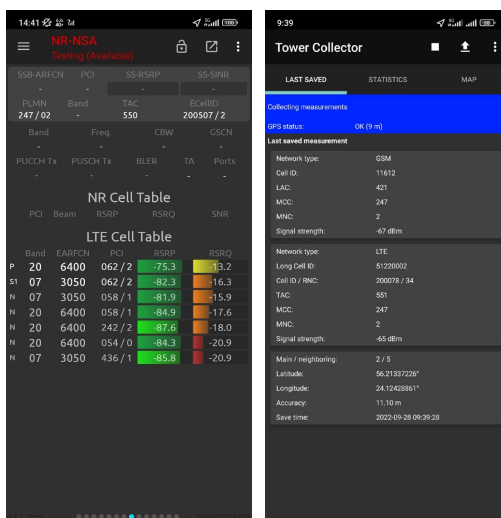 14:41
NR-NSA
Testing (Available)
SSB-ARFCN PCI SS-RSRP SS-SINR
- - - -
PLMN Band TAC ECellID
247 / 02 - 550 200507 / 2
Band Freq. CBW GSCN
- - - -
PUCCH Tx PUSCH Tx BLER TA Ports
- - - - -
NR Cell Table
PCI Beam RSRP RSRQ SNR
LTE Cell Table
Band EARFCN PCI RSRP RSRQ
P 20 6400 062 / 2 -75.3 -13.2
S1 07 3050 062 / 2 -82.3 -16.3
N 07 3050 058 / 1 -81.9 -15.9
N 20 6400 058 / 1 -84.9 -17.6
N 20 6400 242 / 2 -87.6 -18.0
N 20 6400 054 / 0 -84.3 -20.9
N 07 3050 436 / 1 -85.8 -20.9
9:39
Tower Collector
LAST SAVED STATISTICS MAP
Collecting measurements
GPS status: OK (9 m)
Last saved measurement
Network type: GSM
Cell ID: 11612
LAC: 421
MCC: 247
MNC: 2
Signal strength: -67 dBm
Network type: LTE
Long Cell ID: 51220002
Cell ID / RNC: 200078 / 34
TAC: 551
MCC: 247
MNC: 2
Signal strength: -65 dBm
Main / neighboring: 2 / 5
Latitude: 56.21337226°
Longitude: 24.12428861°
Accuracy: 11.10 m
Save time: 2022-09-28 09:39:28